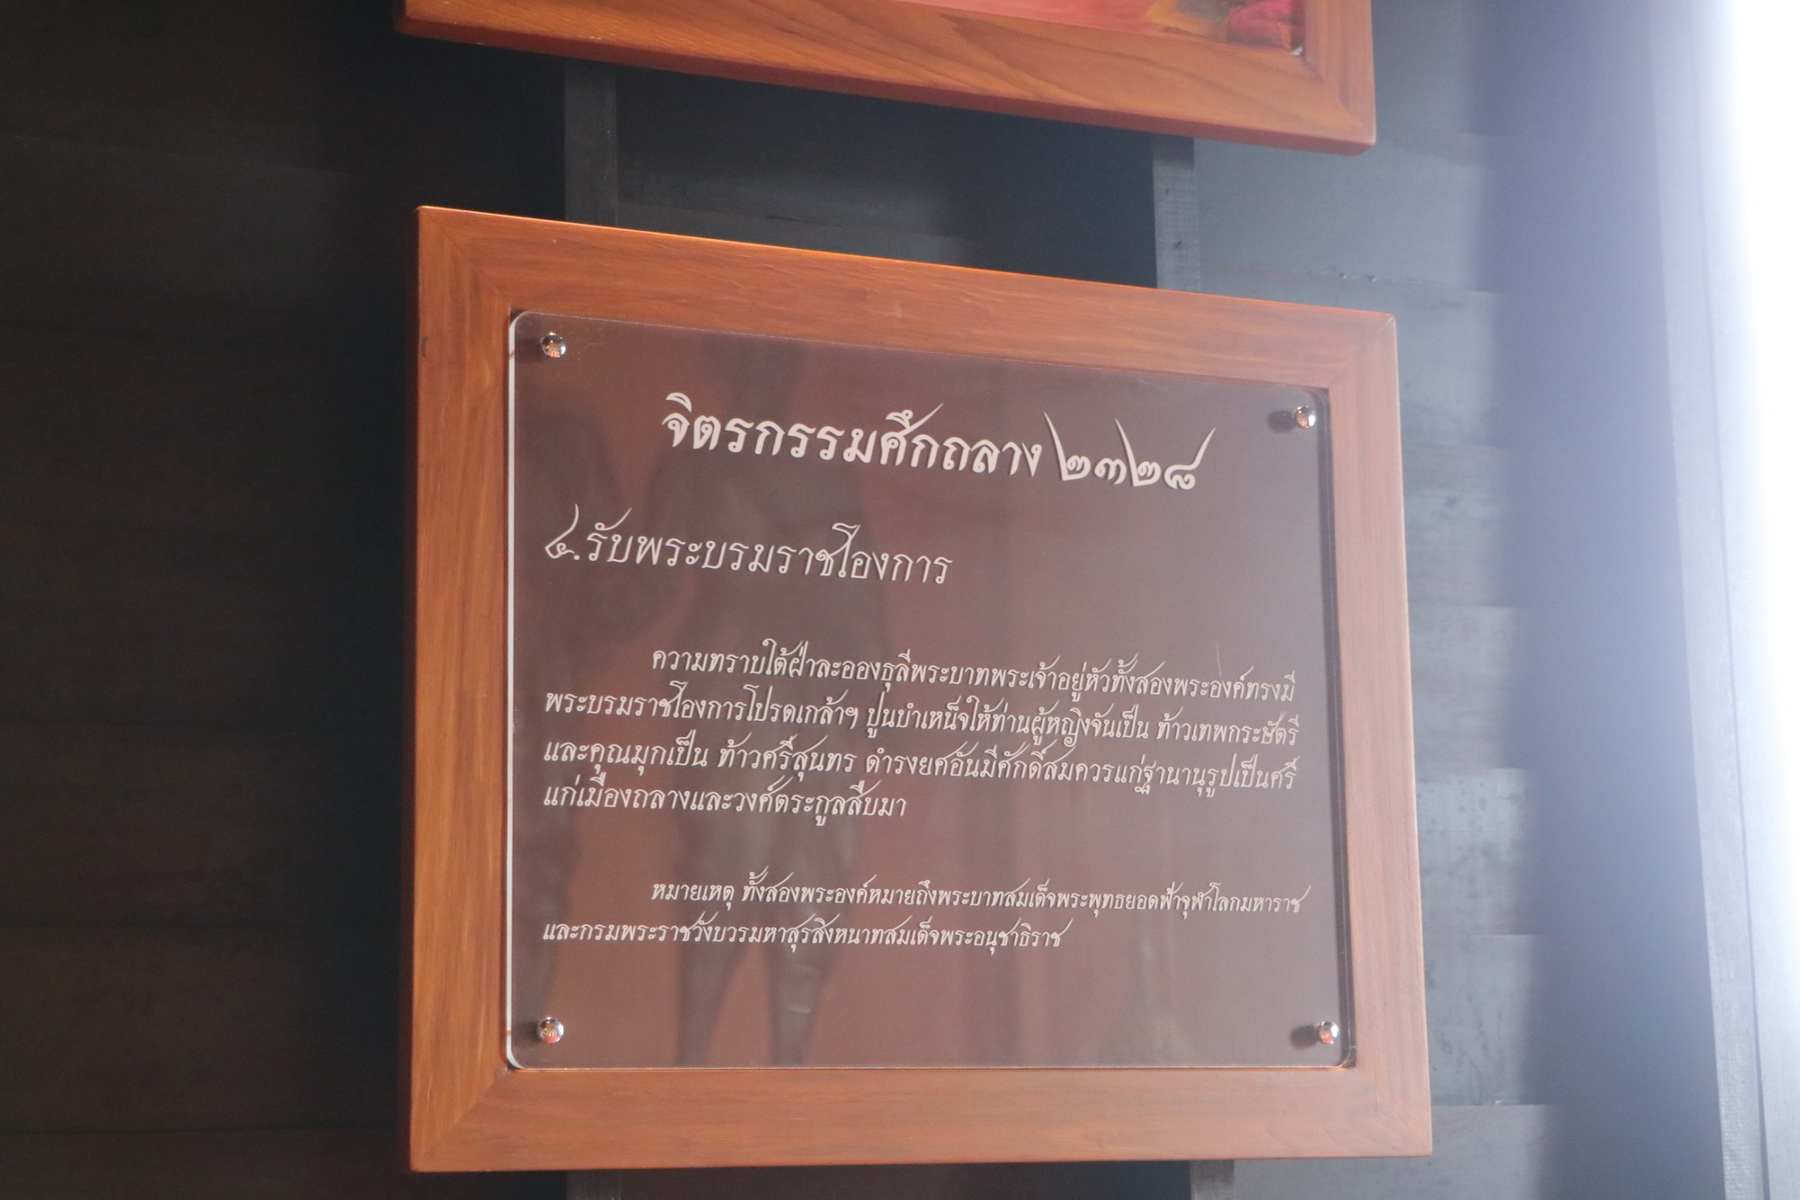 จิตรกรรมศึกถลาง ๒๓๒๘
๔.รับพระบรมราชโองการ
ความทราบใต้ฝ่าละอองธุลีพระบาทพระเจ้าอยู่หัวทั้งสองพระองค์ทรงมี
พระบรมราชโองการโปรดเกล้าฯ ปูนบำเหน็จให้ท่านผู้หญิงจันเป็น ท้าวเทพกระษัตรี
และคุณมุกเป็น ท้าวศรีสุนทร ดำรงยศอันมีศักดิ์สมควรแก่ฐานานุรูปเป็นศรี
แก่เมืองถลางและวงศ์ตระกูลสืบมา
หมายเหตุ ทั้งสองพระองค์หมายถึงพระบาทสมเด็จพระพุทธยอดฟ้าจุฬาโลกมหาราช
และกรมพระราชวังบวรมหาสุรสิงหนาทสมเด็จพระอนุชาธิราช